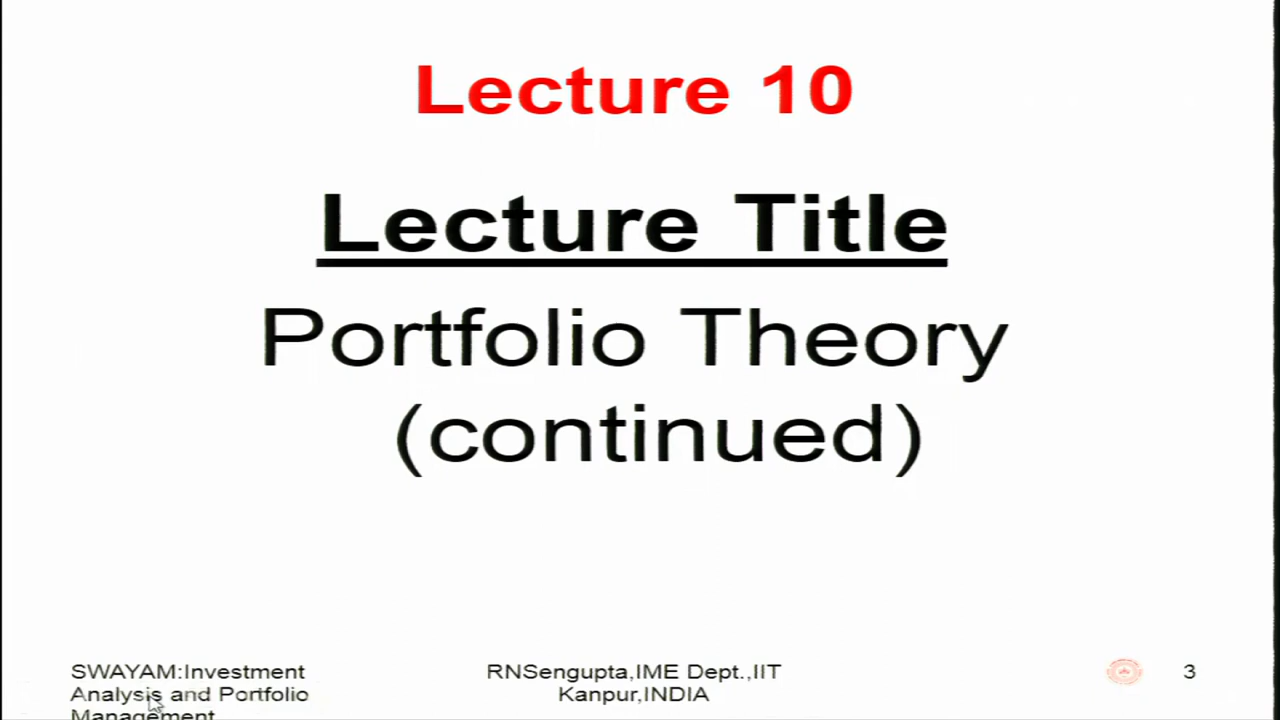 Lecture 10
Lecture Title
Portfolio Theory
(continued)
SWAYAM:Investment
Analysis and Portfolio
Management
RNSengupta,IME Dept.,IIT
Kanpur,INDIA
3